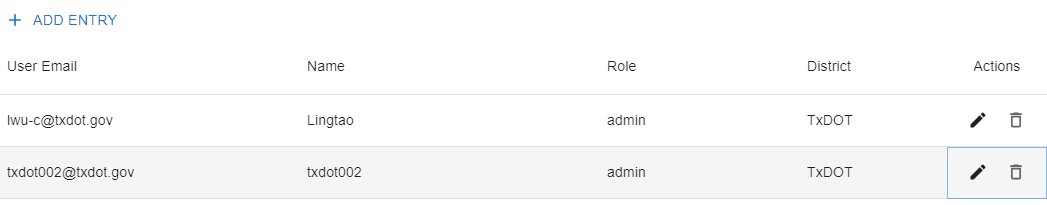 + ADD ENTRY
User Email Name Role District Actions
lwu-c@txdot.gov Lingtao admin TxDOT
txdot002@txdot.gov txdot002 admin TxDOT